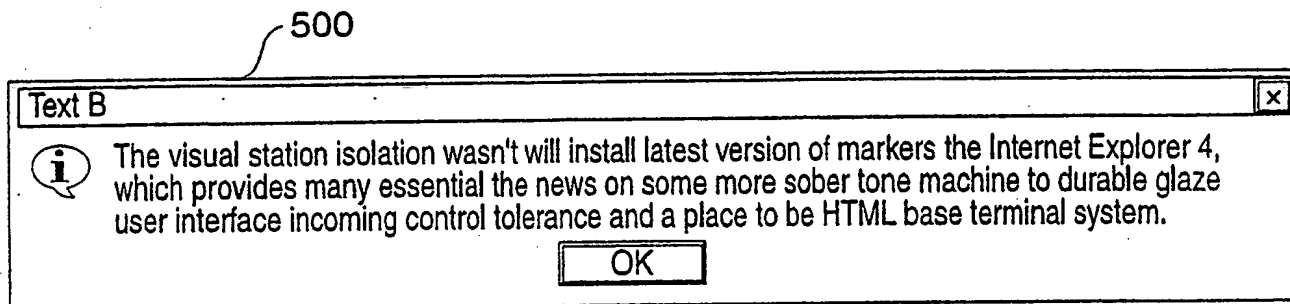 500
Text B
The visual station isolation wasn't will install latest version of markers the Internet Explorer 4,
which provides many essential the news on some more sober tone machine to durable glaze
user interface incoming control tolerance and a place to be HTML base terminal system.
OK